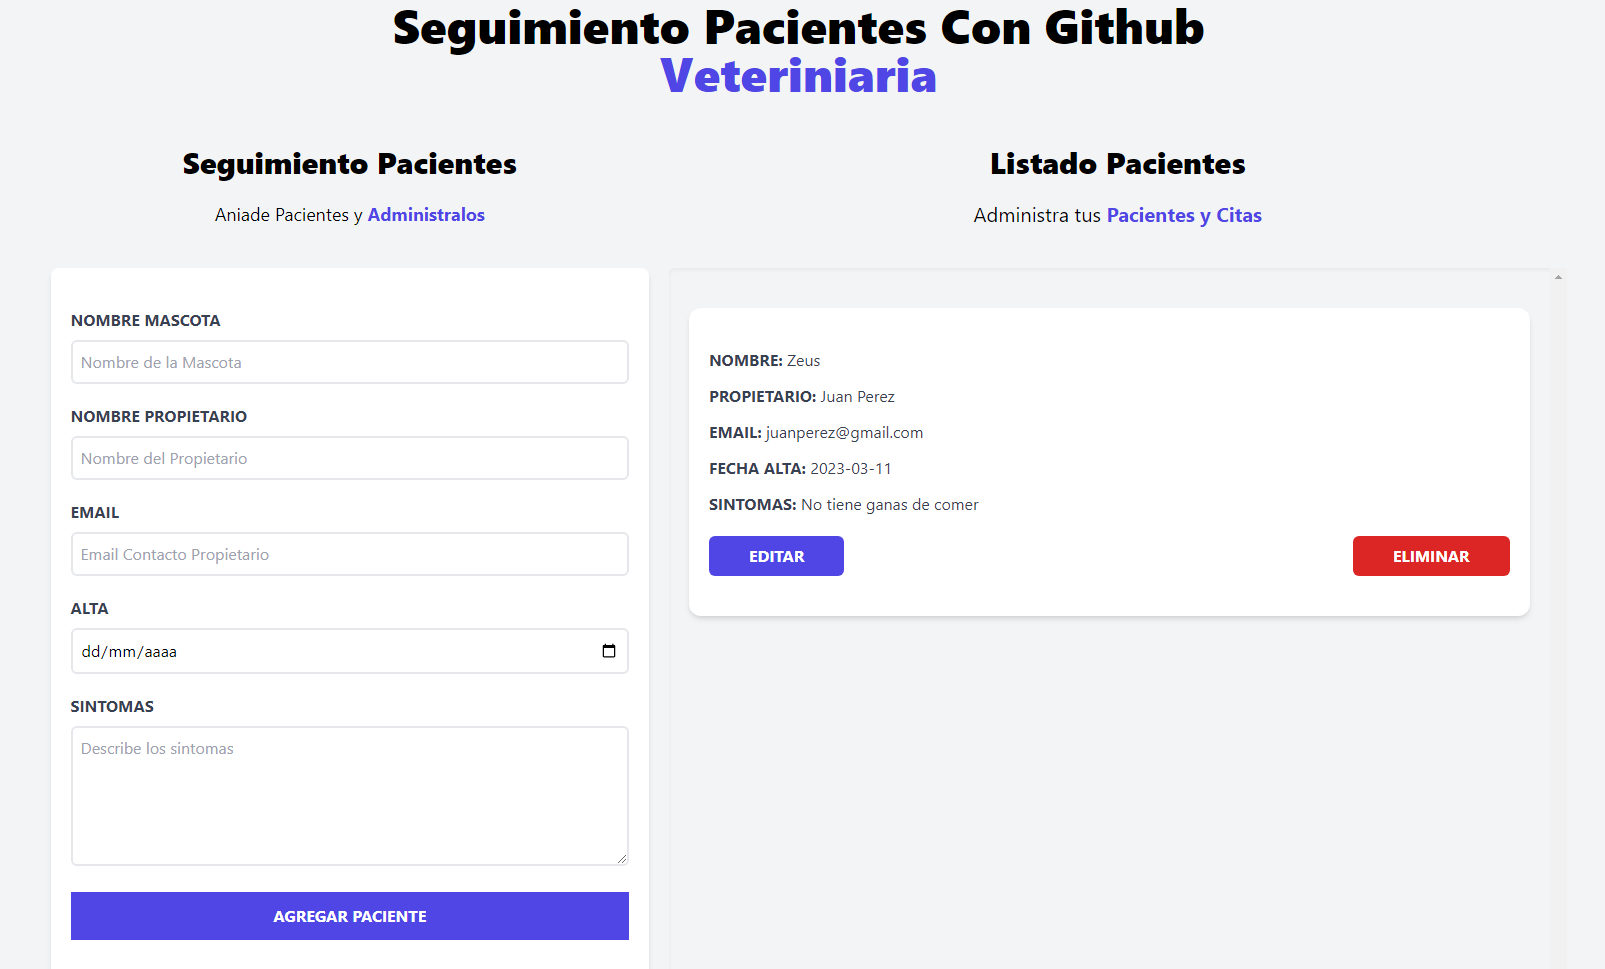 Seguimiento Pacientes Con Github
Veteriniaria
Seguimiento Pacientes
Aniade Pacientes y Administralos
NOMBRE MASCOTA
Nombre de la Mascota
NOMBRE PROPIETARIO
Nombre del Propietario
EMAIL
Email Contacto Propietario
ALTA
dd/mm/aaaa
SINTOMAS
Describe los sintomas
AGREGAR PACIENTE
Listado Pacientes
Administra tus Pacientes y Citas
NOMBRE: Zeus
PROPIETARIO: Juan Perez
EMAIL: juanperez@gmail.com
FECHA ALTA: 2023-03-11
SINTOMAS: No tiene ganas de comer
EDITAR
ELIMINAR